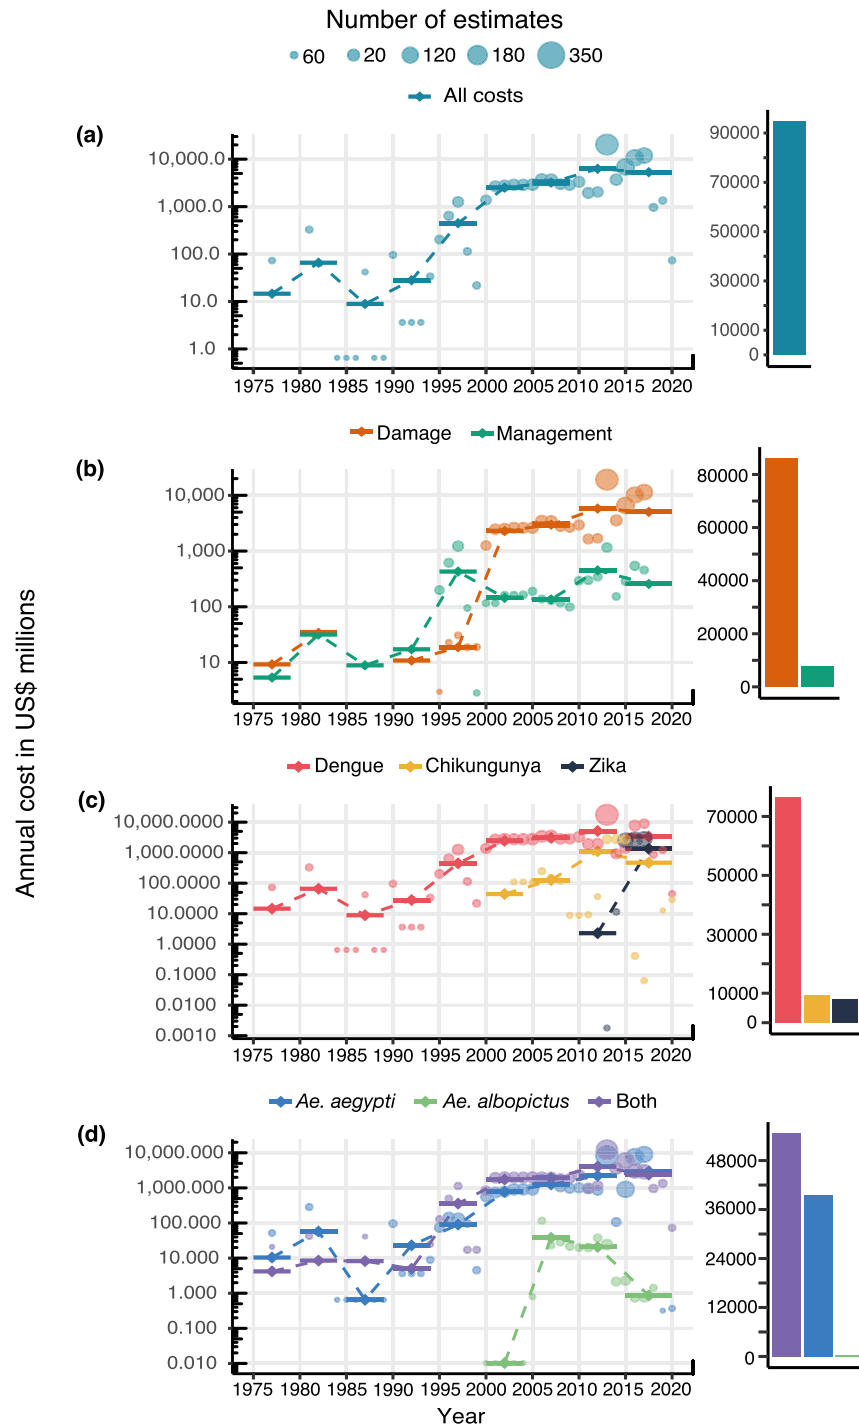 Number of estimates
60 20 120 180 350
All costs
(a)
10,000.0
1,000.0
100.0
10.0
1.0
1975 1980 1985 1990 1995 2000 2005 2010 2015 2020
90000
70000
50000
30000
10000
0
Damage Management
(b)
10,000
1,000
100
10
1975 1980 1985 1990 1995 2000 2005 2010 2015 2020
80000
60000
40000
20000
0
Annual cost in US$ millions
Dengue Chikungunya Zika
(c)
10,000.0000
1,000.0000
100.0000
10.0000
1.0000
0.1000
0.0100
0.0010
1975 1980 1985 1990 1995 2000 2005 2010 2015 2020
70000
50000
30000
10000
0
Ae. aegypti Ae. albopictus Both
(d)
10,000.000
1,000.000
100.000
10.000
1.000
0.100
0.010
1975 1980 1985 1990 1995 2000 2005 2010 2015 2020
Year
48000
36000
24000
12000
0